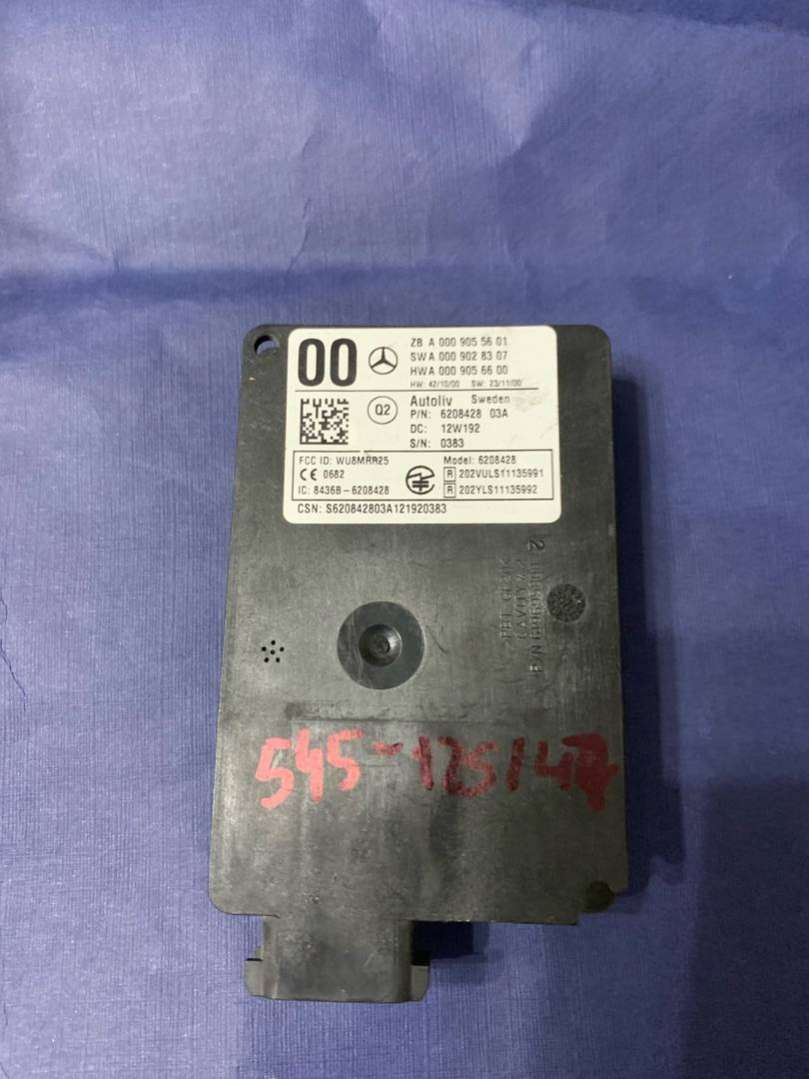 00
ZB A 000 905 56 01
SW A 000 902 83 07
HW A 000 905 66 00
HW: 42/10/00 SW: 23/11/00
Q2
Autoliv Sweden
P/N: 6208428 03A
DC: 12W192
S/N: 0383
FCC ID: WU8MRR25
Model: 6208428
CE 0682
R 202VULS11135991
IC: 8436B-6208428
R 202YLS11135992
CSN: S620842803A121920383
545-125/47